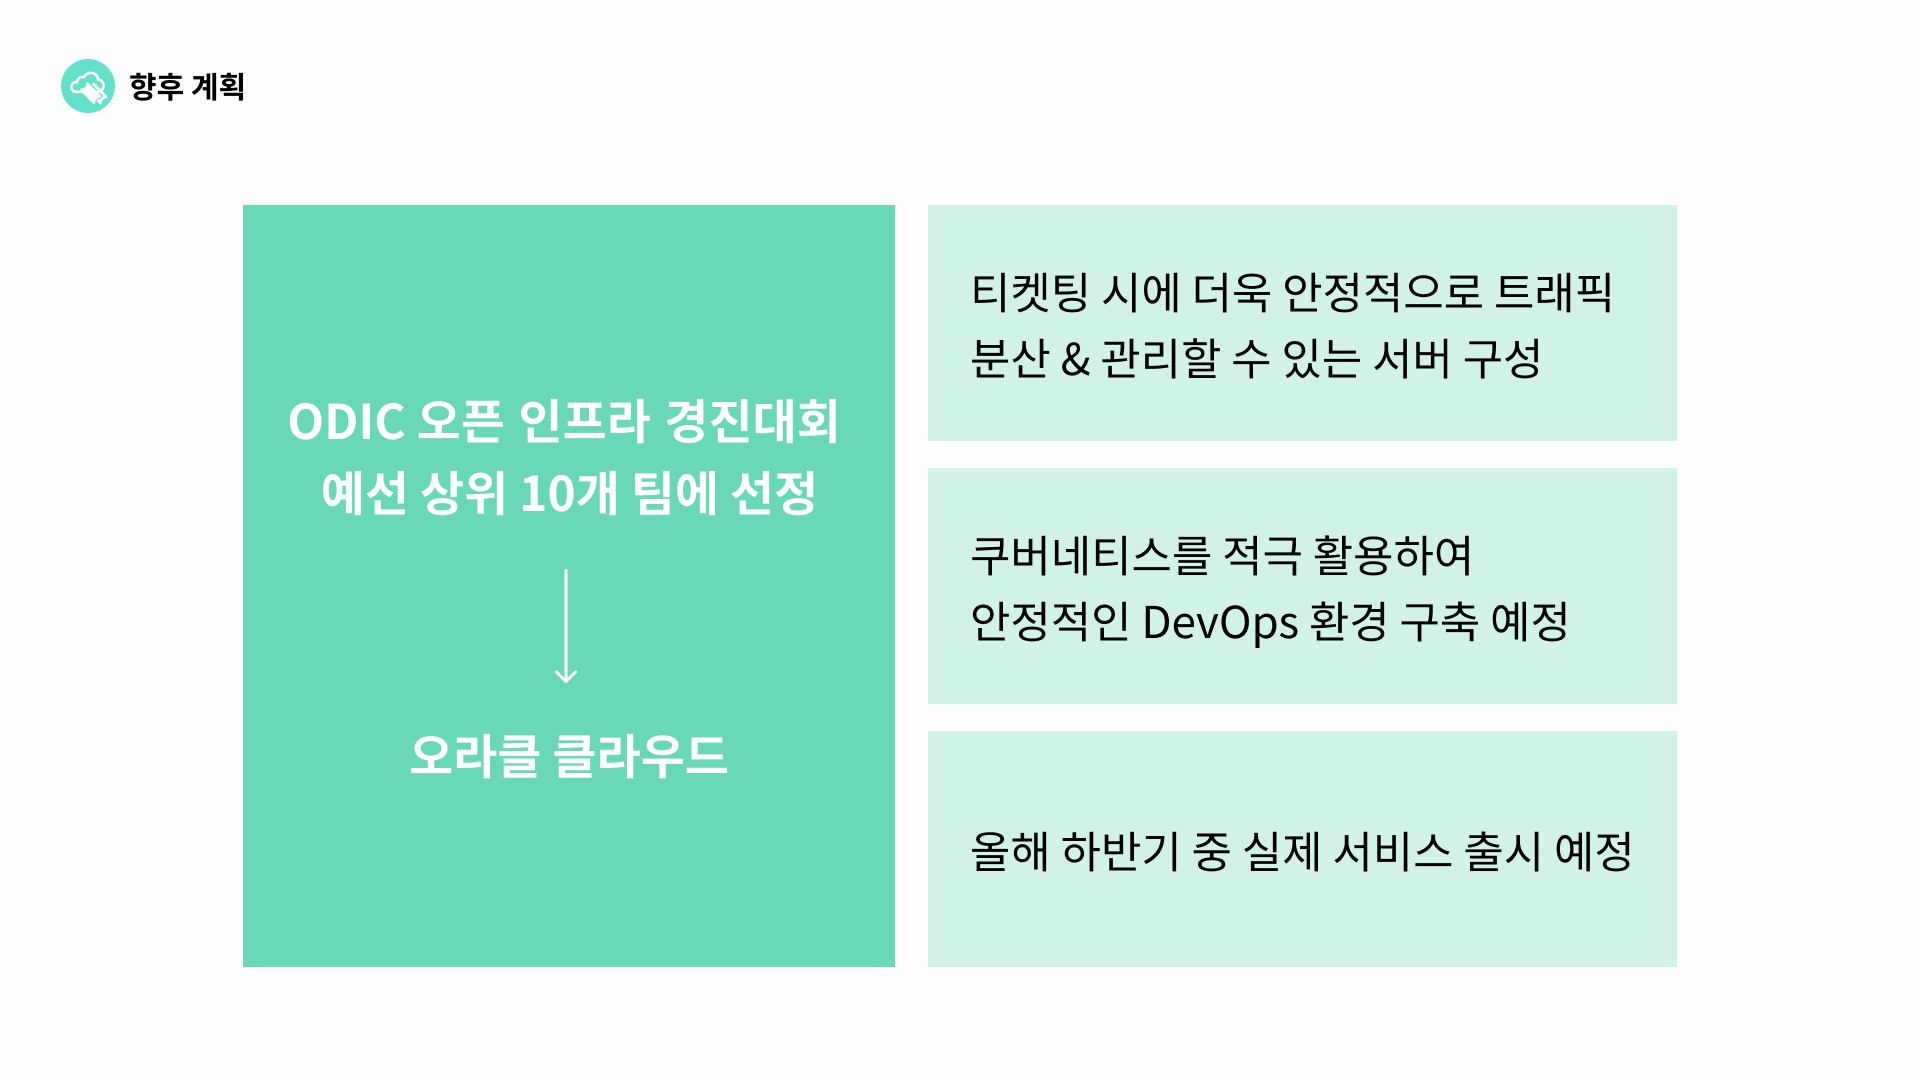 향후 계획
ODIC 오픈 인프라 경진대회
예선 상위 10개 팀에 선정
오라클 클라우드
티켓팅 시에 더욱 안정적으로 트래픽
분산 & 관리할 수 있는 서버 구성
쿠버네티스를 적극 활용하여
안정적인 DevOps 환경 구축 예정
올해 하반기 중 실제 서비스 출시 예정